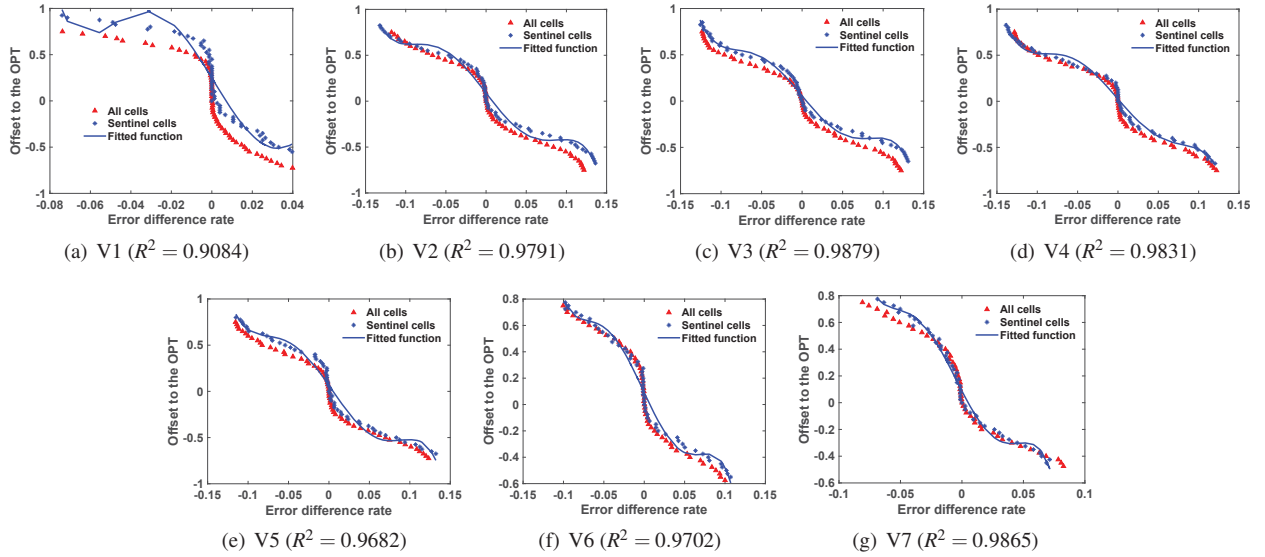 All cells
Sentinel cells
Fitted function
Offset to the OPT
1
0.5
0
-0.5
-1
-0.08 -0.06 -0.04 -0.02 0 0.02 0.04
Error difference rate
(a) V1 (R² = 0.9084)
All cells
Sentinel cells
Fitted function
Offset to the OPT
1
0.5
0
-0.5
-1
-0.15 -0.1 -0.05 0 0.05 0.1 0.15
Error difference rate
(b) V2 (R² = 0.9791)
All cells
Sentinel cells
Fitted function
Offset to the OPT
1
0.5
0
-0.5
-1
-0.15 -0.1 -0.05 0 0.05 0.1 0.15
Error difference rate
(c) V3 (R² = 0.9879)
All cells
Sentinel cells
Fitted function
Offset to the OPT
1
0.5
0
-0.5
-1
-0.15 -0.1 -0.05 0 0.05 0.1 0.15
Error difference rate
(d) V4 (R² = 0.9831)
All cells
Sentinel cells
Fitted function
Offset to the OPT
1
0.5
0
-0.5
-1
-0.15 -0.1 -0.05 0 0.05 0.1 0.15
Error difference rate
(e) V5 (R² = 0.9682)
All cells
Sentinel cells
Fitted function
Offset to the OPT
0.8
0.6
0.4
0.2
0
-0.2
-0.4
-0.6
-0.15 -0.1 -0.05 0 0.05 0.1 0.15
Error difference rate
(f) V6 (R² = 0.9702)
All cells
Sentinel cells
Fitted function
Offset to the OPT
0.8
0.6
0.4
0.2
0
-0.2
-0.4
-0.6
-0.1 -0.05 0 0.05 0.1
Error difference rate
(g) V7 (R² = 0.9865)